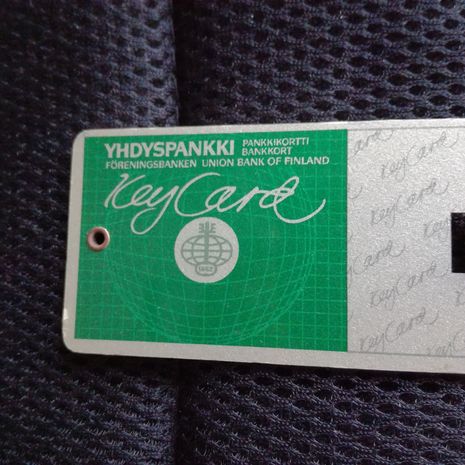 YHDYSPANKKI PANKKIKORTTI
BANKKORT
FÖRENINGSBANKEN UNION BANK OF FINLAND
KeyCard
1862
KeyCard
KeyCard
KeyCard
KeyCard
KeyCard